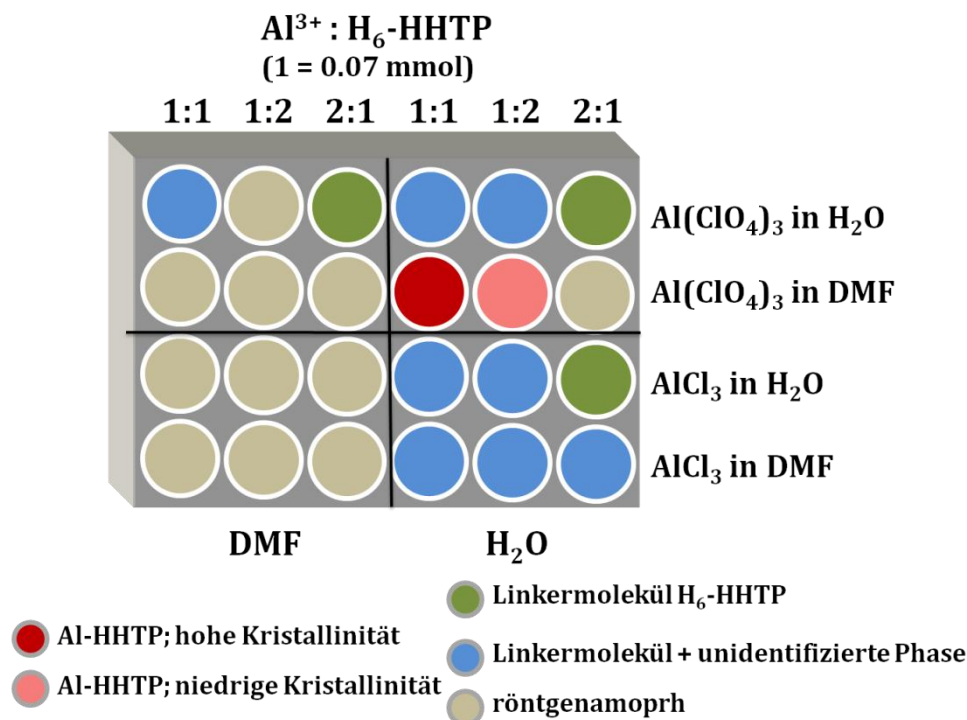 Al³⁺ : H₆-HHTP
(1 = 0.07 mmol)
1:1 1:2 2:1 1:1 1:2 2:1
Al(ClO₄)₃ in H₂O
Al(ClO₄)₃ in DMF
AlCl₃ in H₂O
AlCl₃ in DMF
DMF H₂O
Linkermolekül H₆-HHTP
Al-HHTP; hohe Kristallinität
Linkermolekül + unidentifizierte Phase
Al-HHTP; niedrige Kristallinität
röntgenamoprh